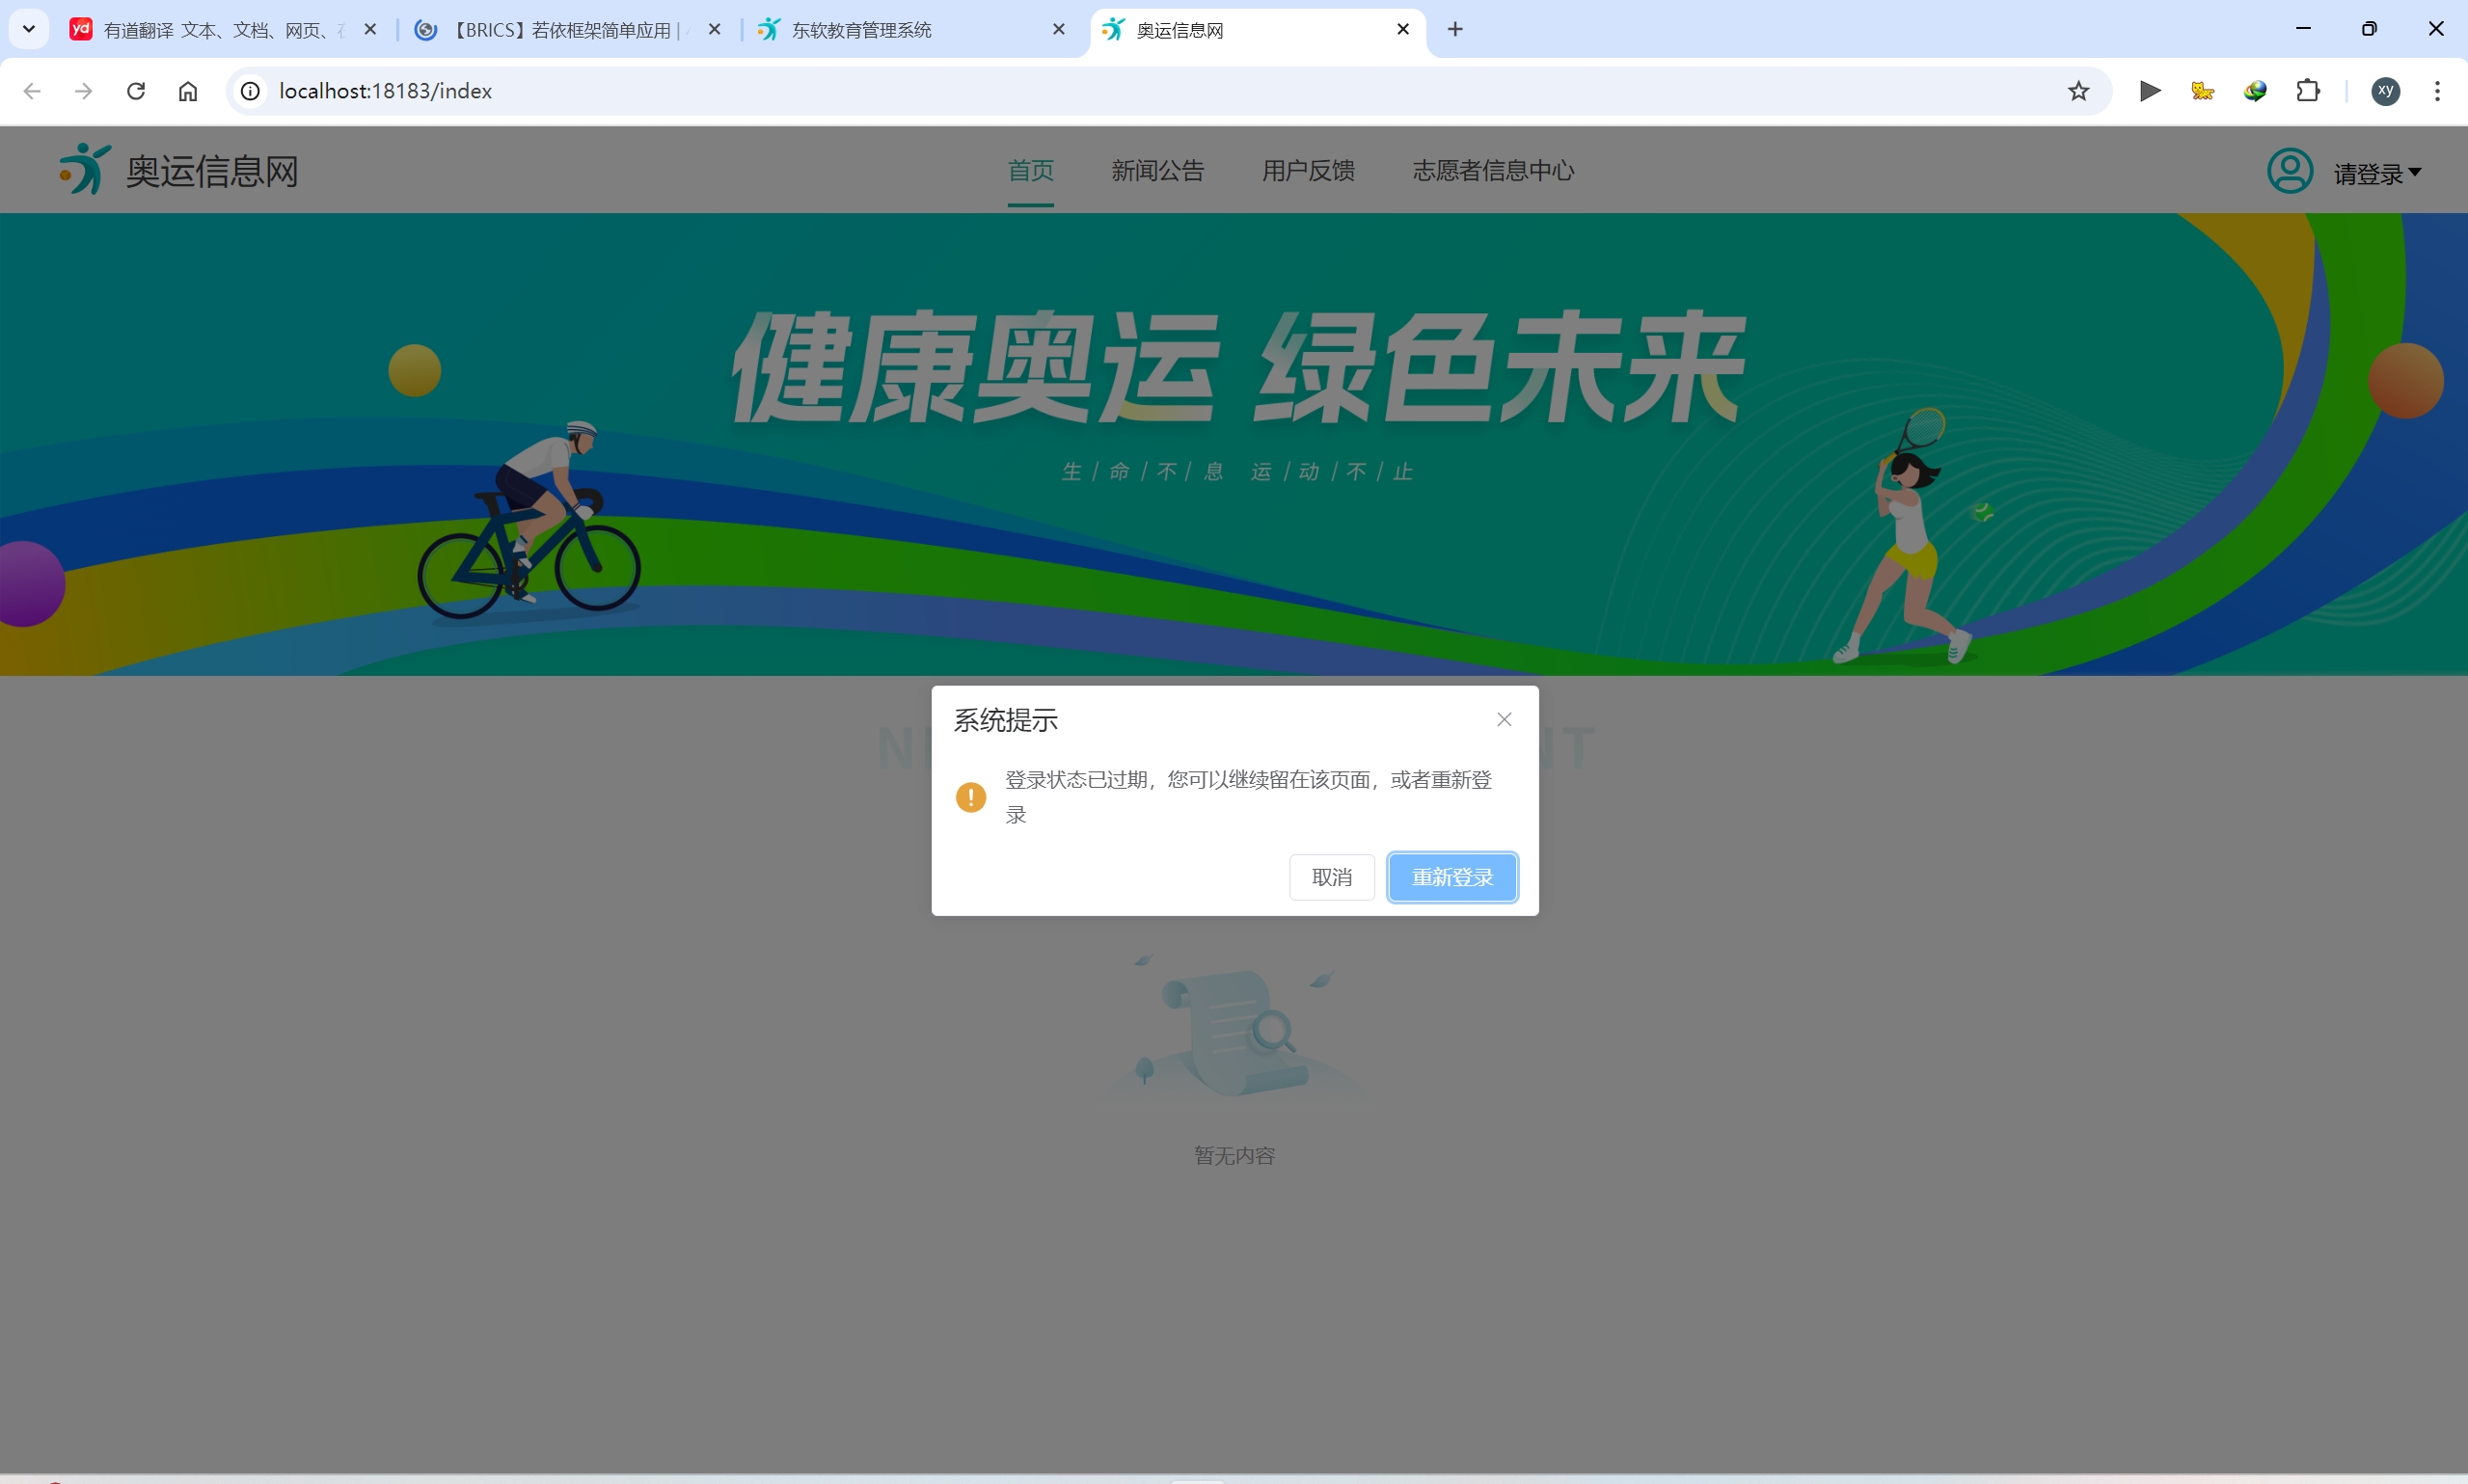 有道翻译 文本、文档、网页、
【BRICS】若依框架简单应用 |
东软教育管理系统
奥运信息网
localhost:18183/index
xy
奥运信息网
首页 新闻公告 用户反馈 志愿者信息中心
请登录
健康奥运 绿色未来
生/命/不/息 运/动/不/止
系统提示
登录状态已过期，您可以继续留在该页面，或者重新登
录
取消 重新登录
暂无内容